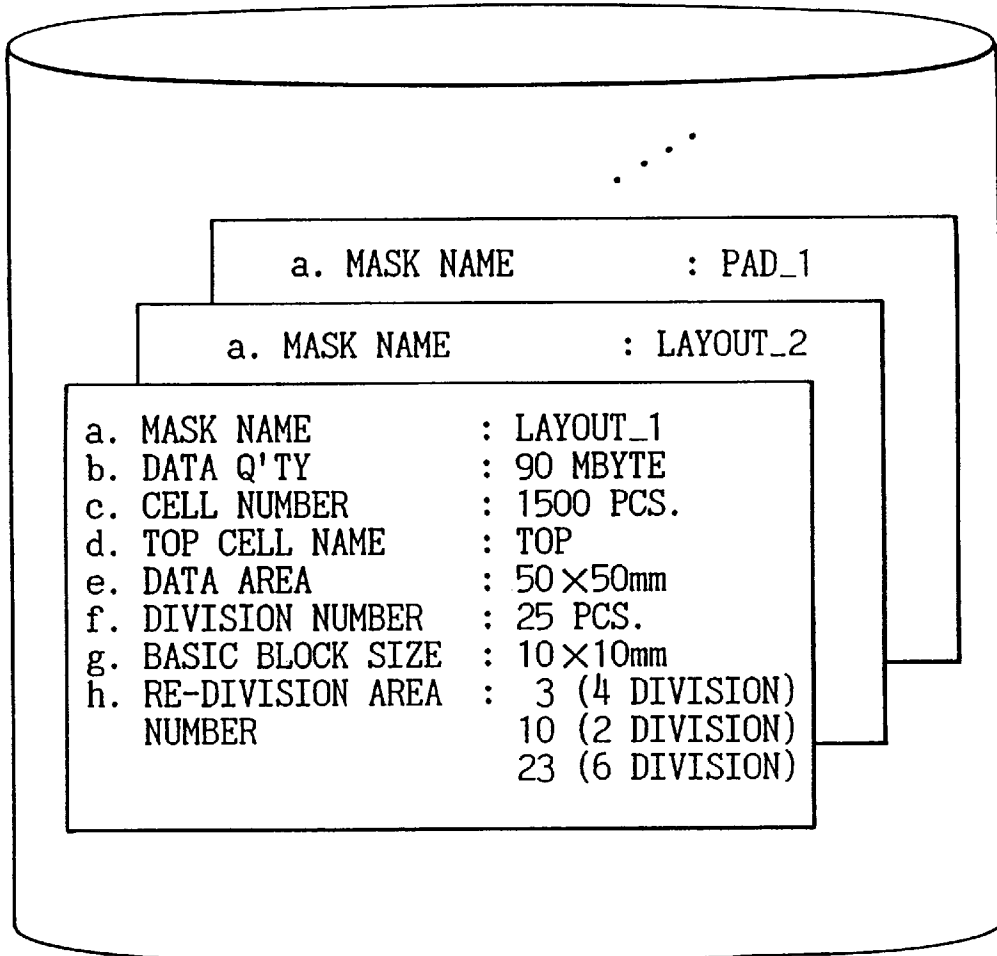 a. MASK NAME : PAD_1
a. MASK NAME : LAYOUT_2
a. MASK NAME : LAYOUT_1
b. DATA Q'TY : 90 MBYTE
c. CELL NUMBER : 1500 PCS.
d. TOP CELL NAME : TOP
e. DATA AREA : 50×50mm
f. DIVISION NUMBER : 25 PCS.
g. BASIC BLOCK SIZE : 10×10mm
h. RE-DIVISION AREA : 3 (4 DIVISION)
NUMBER 10 (2 DIVISION)
23 (6 DIVISION)